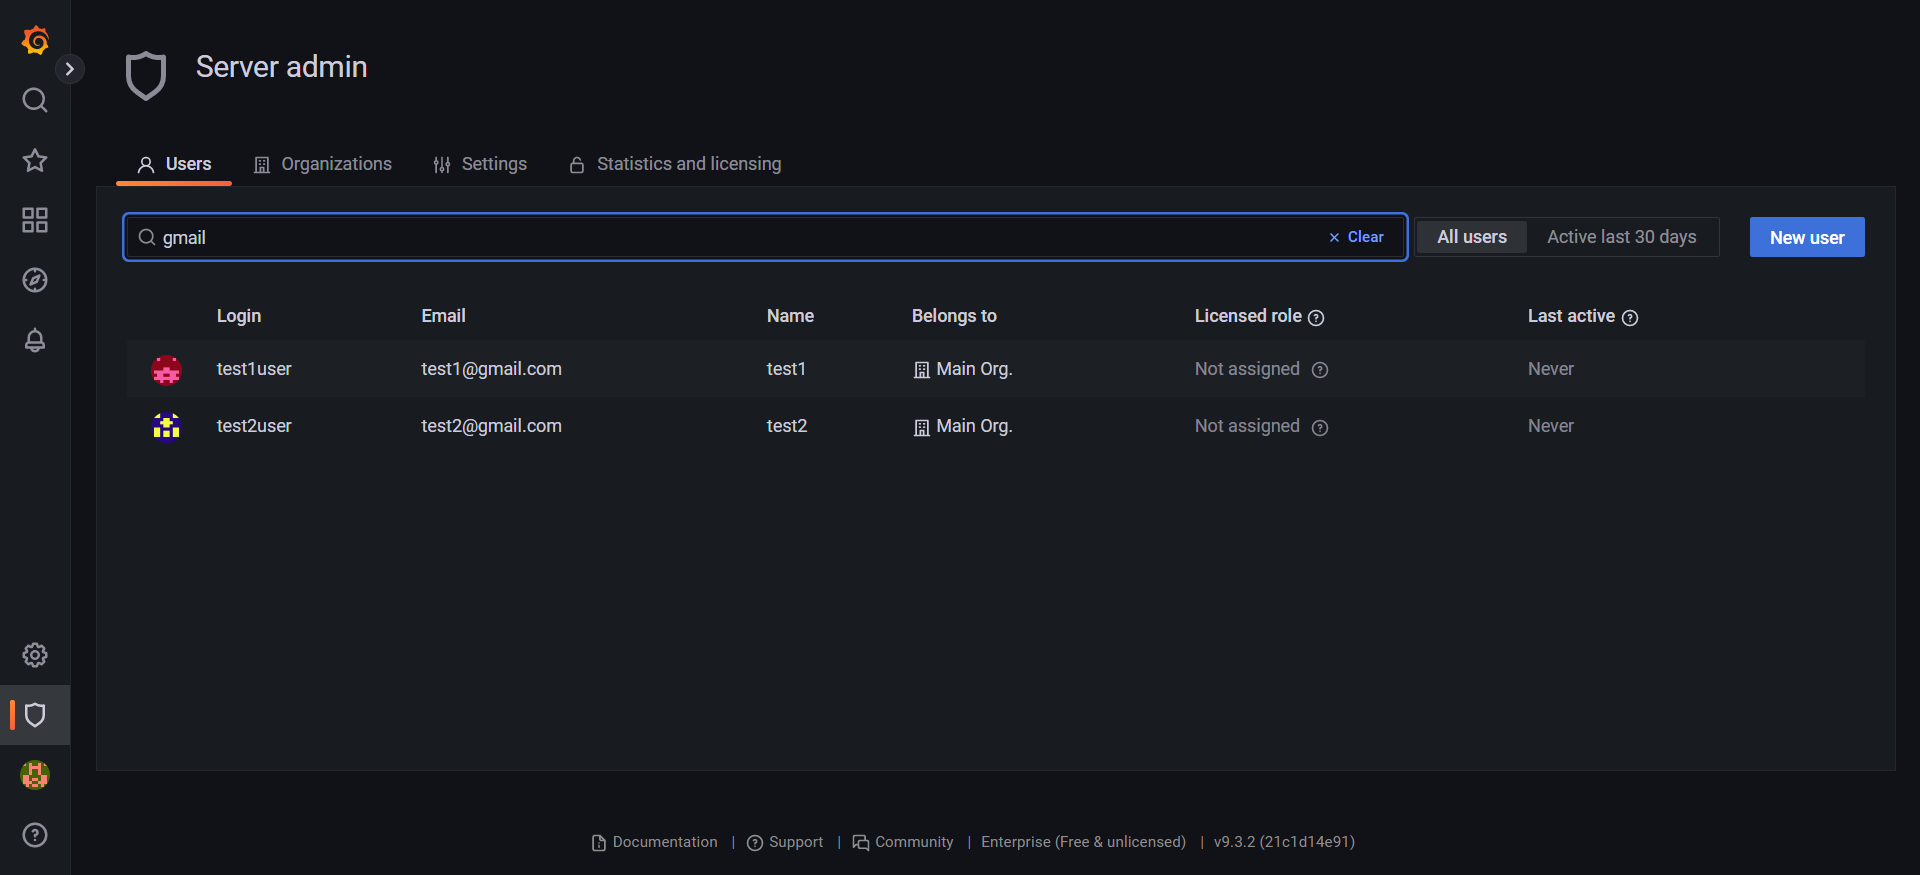 Server admin
Users Organizations Settings Statistics and licensing
gmail Clear All users Active last 30 days New user
Login Email Name Belongs to Licensed role Last active
test1user test1@gmail.com test1 Main Org. Not assigned Never
test2user test2@gmail.com test2 Main Org. Not assigned Never
Documentation | Support | Community | Enterprise (Free & unlicensed) | v9.3.2 (21c1d14e91)